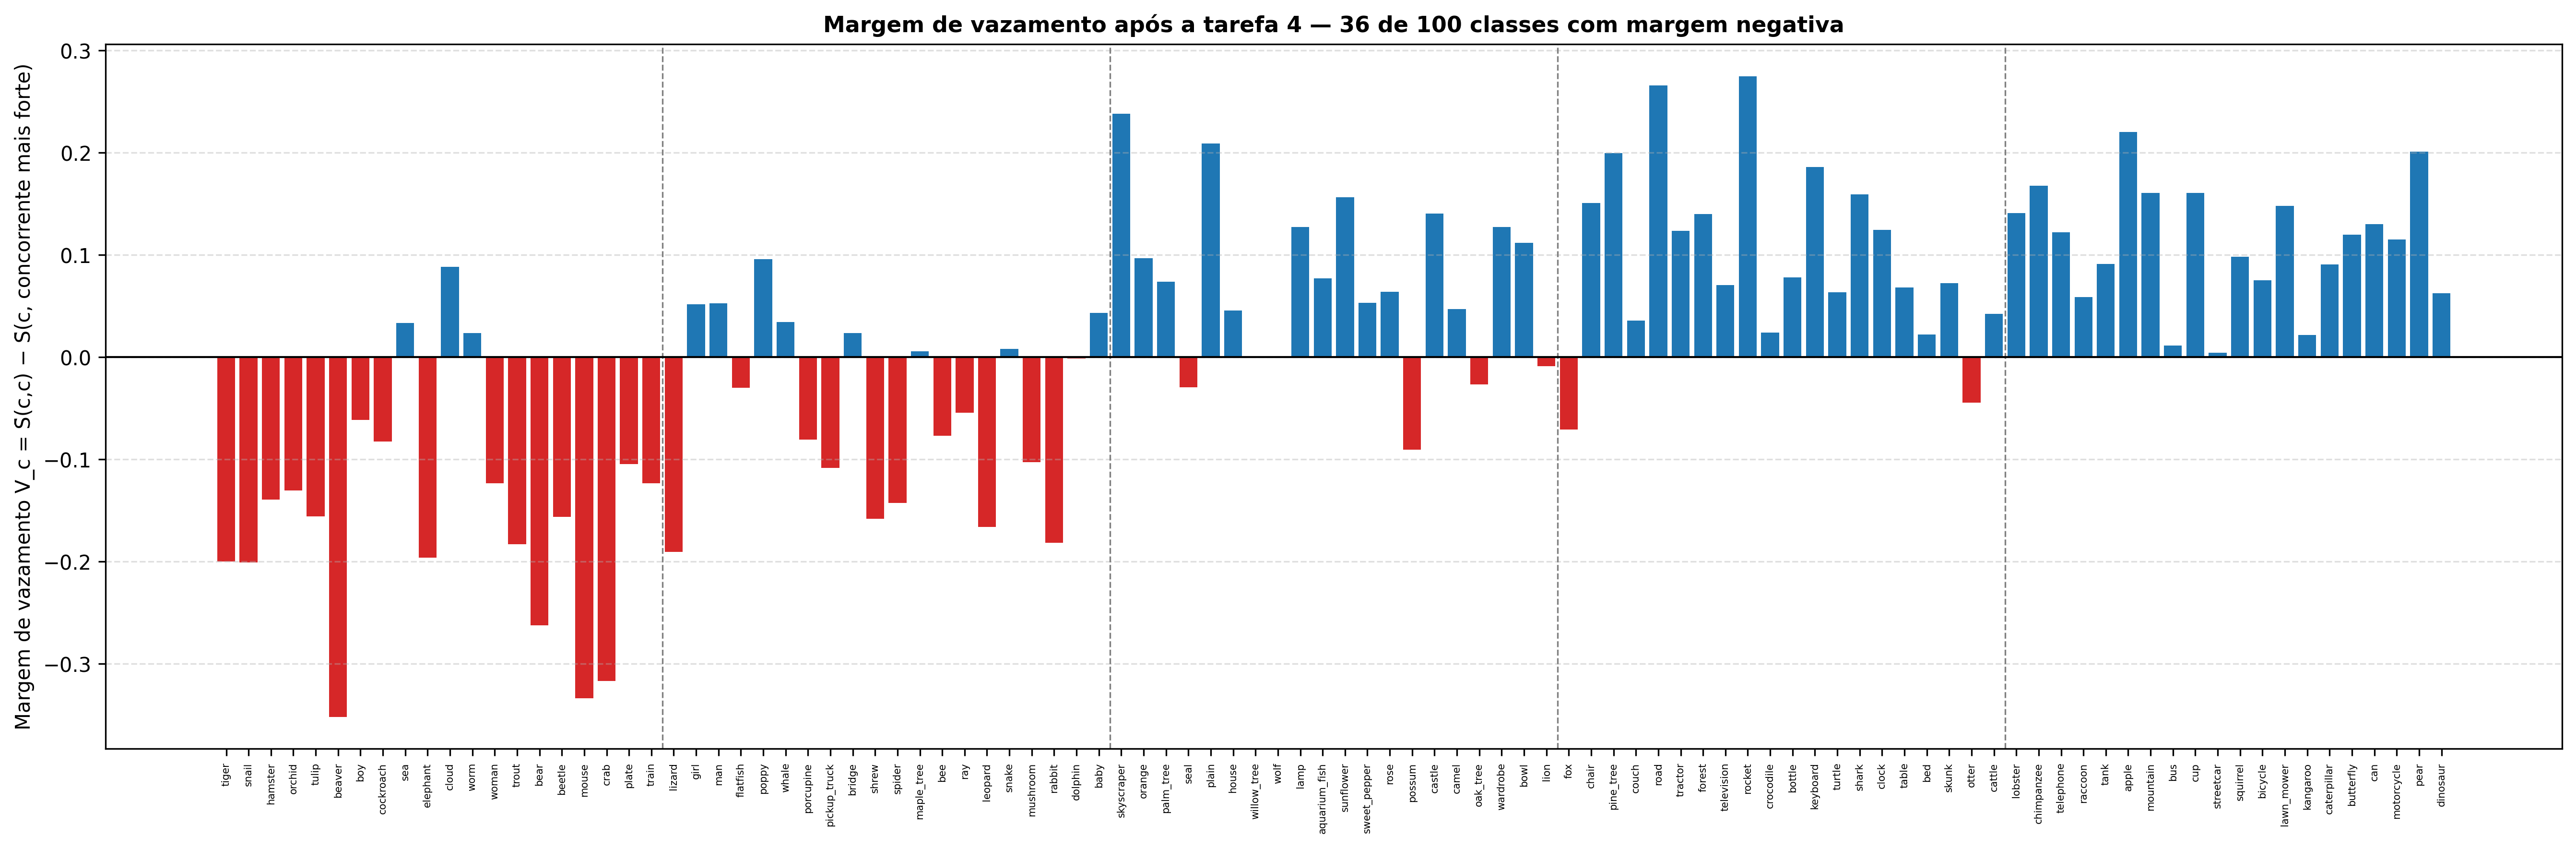 Margem de vazamento após a tarefa 4 — 36 de 100 classes com margem negativa
Margem de vazamento V_c = S(c,c) − S(c, concorrente mais forte)
0.3
0.2
0.1
0.0
−0.1
−0.2
−0.3
tiger
snail
hamster
orchid
tulip
beaver
boy
cockroach
sea
elephant
cloud
worm
woman
trout
bear
beetle
mouse
crab
plate
train
lizard
girl
man
flatfish
poppy
whale
porcupine
pickup_truck
bridge
shrew
spider
maple_tree
bee
ray
leopard
snake
mushroom
rabbit
dolphin
baby
skyscraper
orange
palm_tree
seal
plain
house
willow_tree
wolf
lamp
aquarium_fish
sunflower
sweet_pepper
rose
possum
castle
camel
oak_tree
wardrobe
bowl
lion
fox
chair
pine_tree
couch
road
tractor
forest
television
rocket
crocodile
bottle
keyboard
turtle
shark
clock
table
bed
skunk
otter
cattle
lobster
chimpanzee
telephone
raccoon
tank
apple
mountain
bus
cup
streetcar
squirrel
bicycle
lawn_mower
kangaroo
caterpillar
butterfly
can
motorcycle
pear
dinosaur